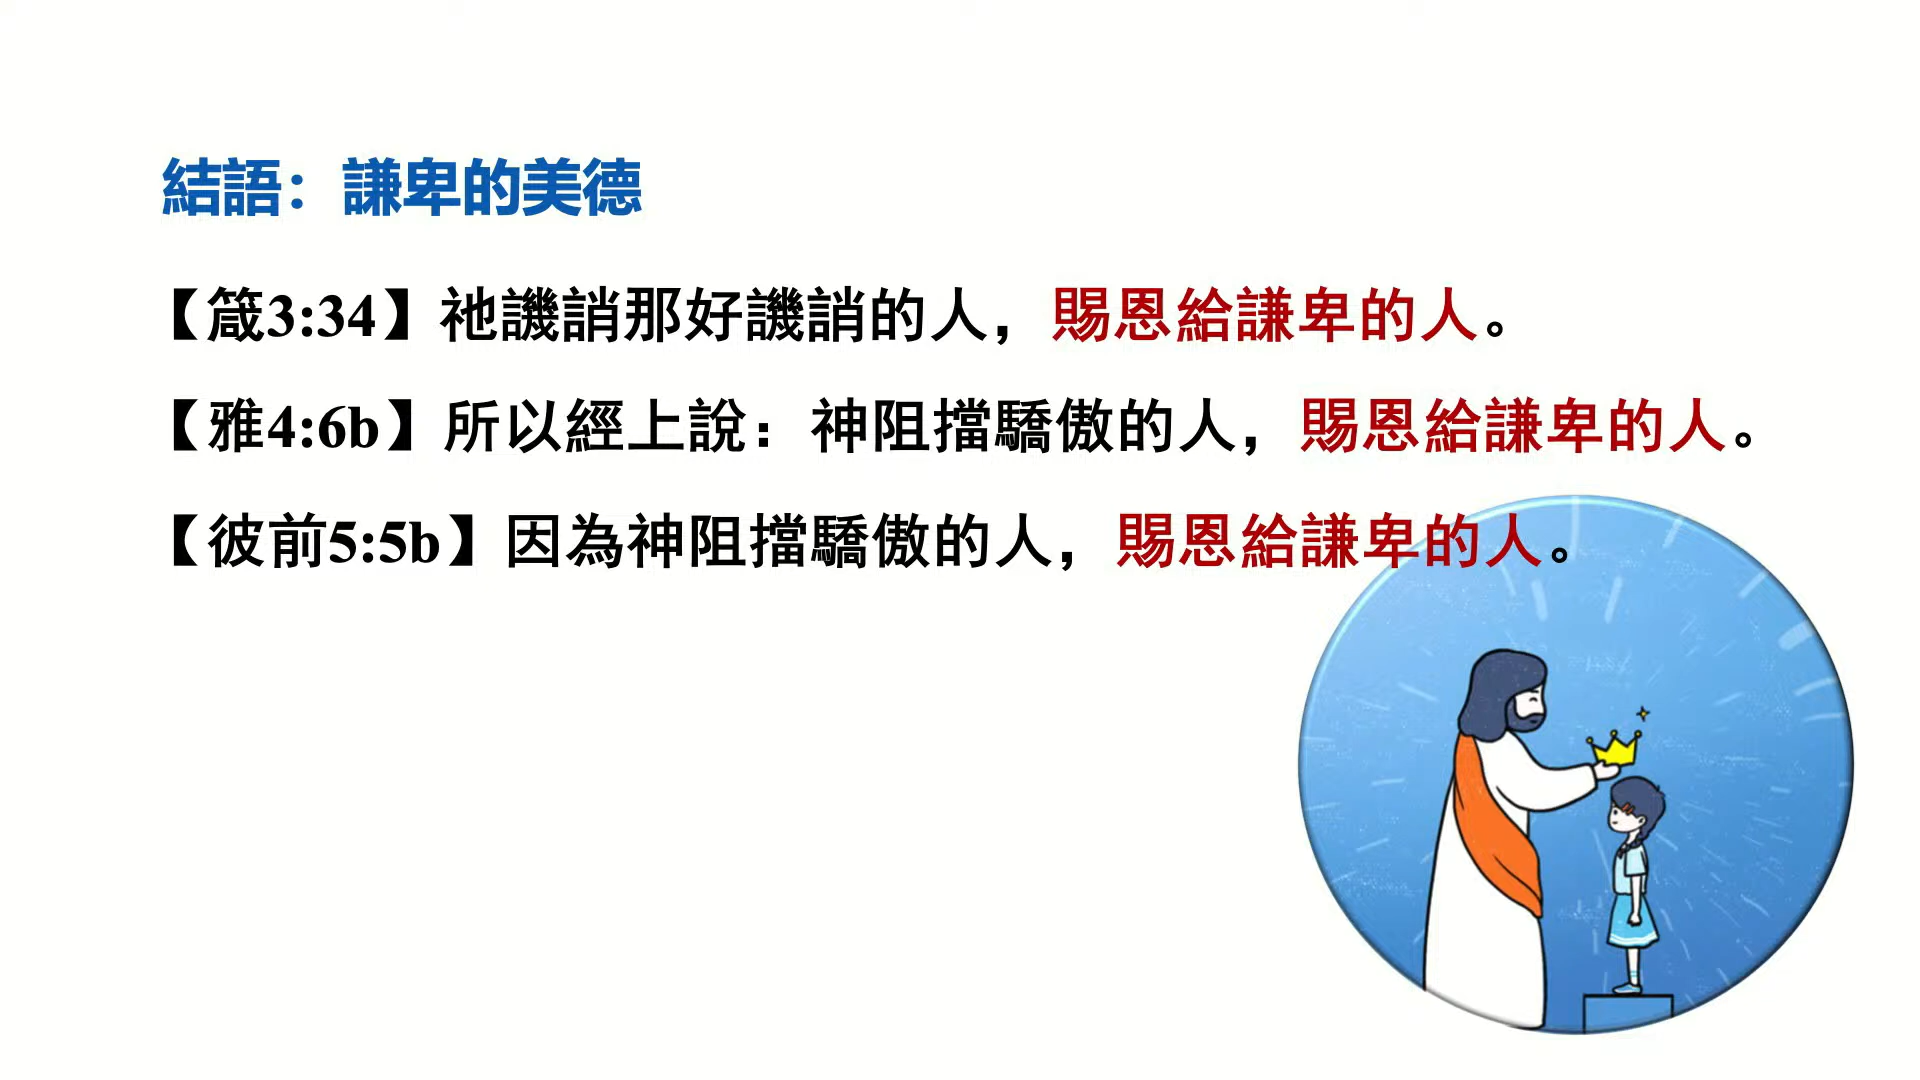 結語：謙卑的美德
【箴3:34】祂譏誚那好譏誚的人，賜恩給謙卑的人。
【雅4:6b】所以經上說：神阻擋驕傲的人，賜恩給謙卑的人。
【彼前5:5b】因為神阻擋驕傲的人，賜恩給謙卑的人。